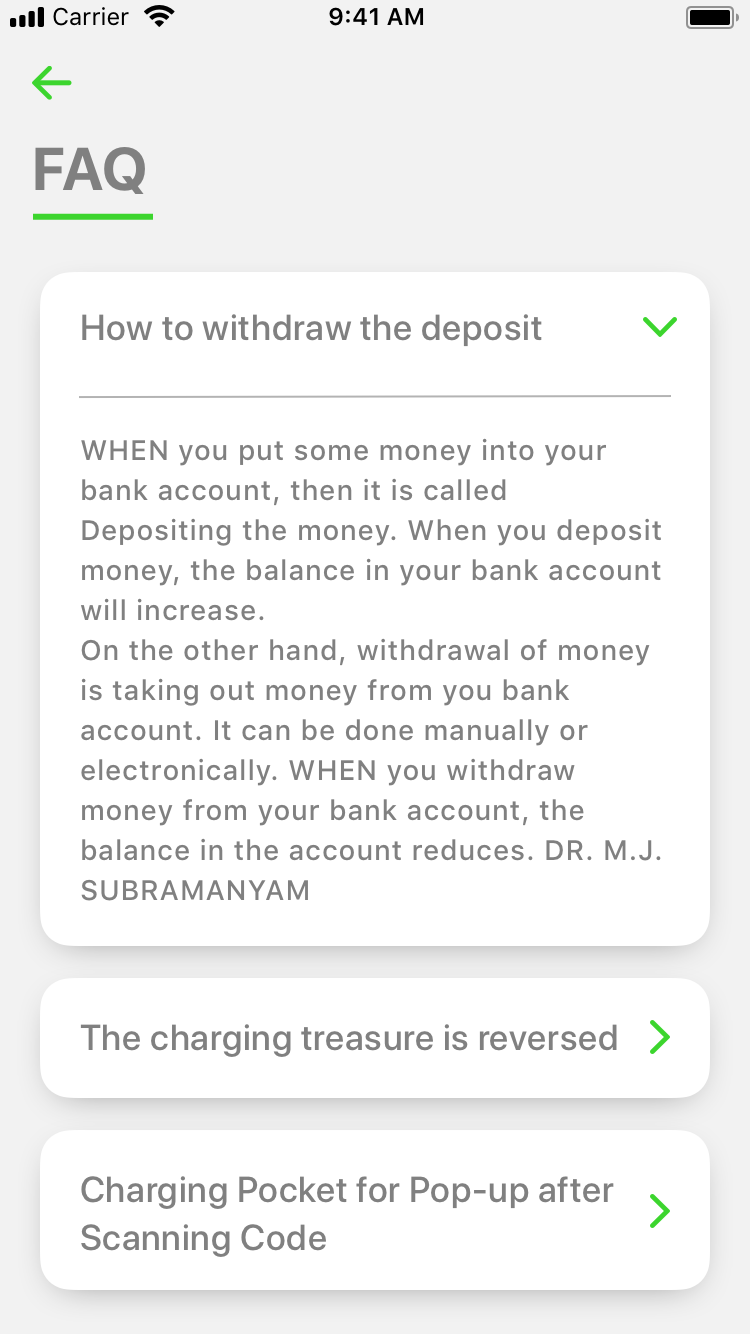 Carrier 9:41 AM
FAQ
How to withdraw the deposit
WHEN you put some money into your
bank account, then it is called
Depositing the money. When you deposit
money, the balance in your bank account
will increase.
On the other hand, withdrawal of money
is taking out money from you bank
account. It can be done manually or
electronically. WHEN you withdraw
money from your bank account, the
balance in the account reduces. DR. M.J.
SUBRAMANYAM
The charging treasure is reversed
Charging Pocket for Pop-up after
Scanning Code